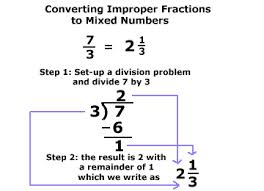 Converting Improper Fractions
to Mixed Numbers
7/3 = 2 1/3
Step 1: Set-up a division problem
and divide 7 by 3
2
3)7
-6
1
Step 2: the result is 2 with
a remainder of 1
which we write as 2 1/3